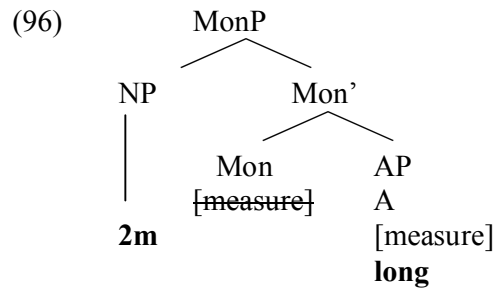 (96) MonP
NP Mon’
Mon AP
[measure] A
2m [measure]
long